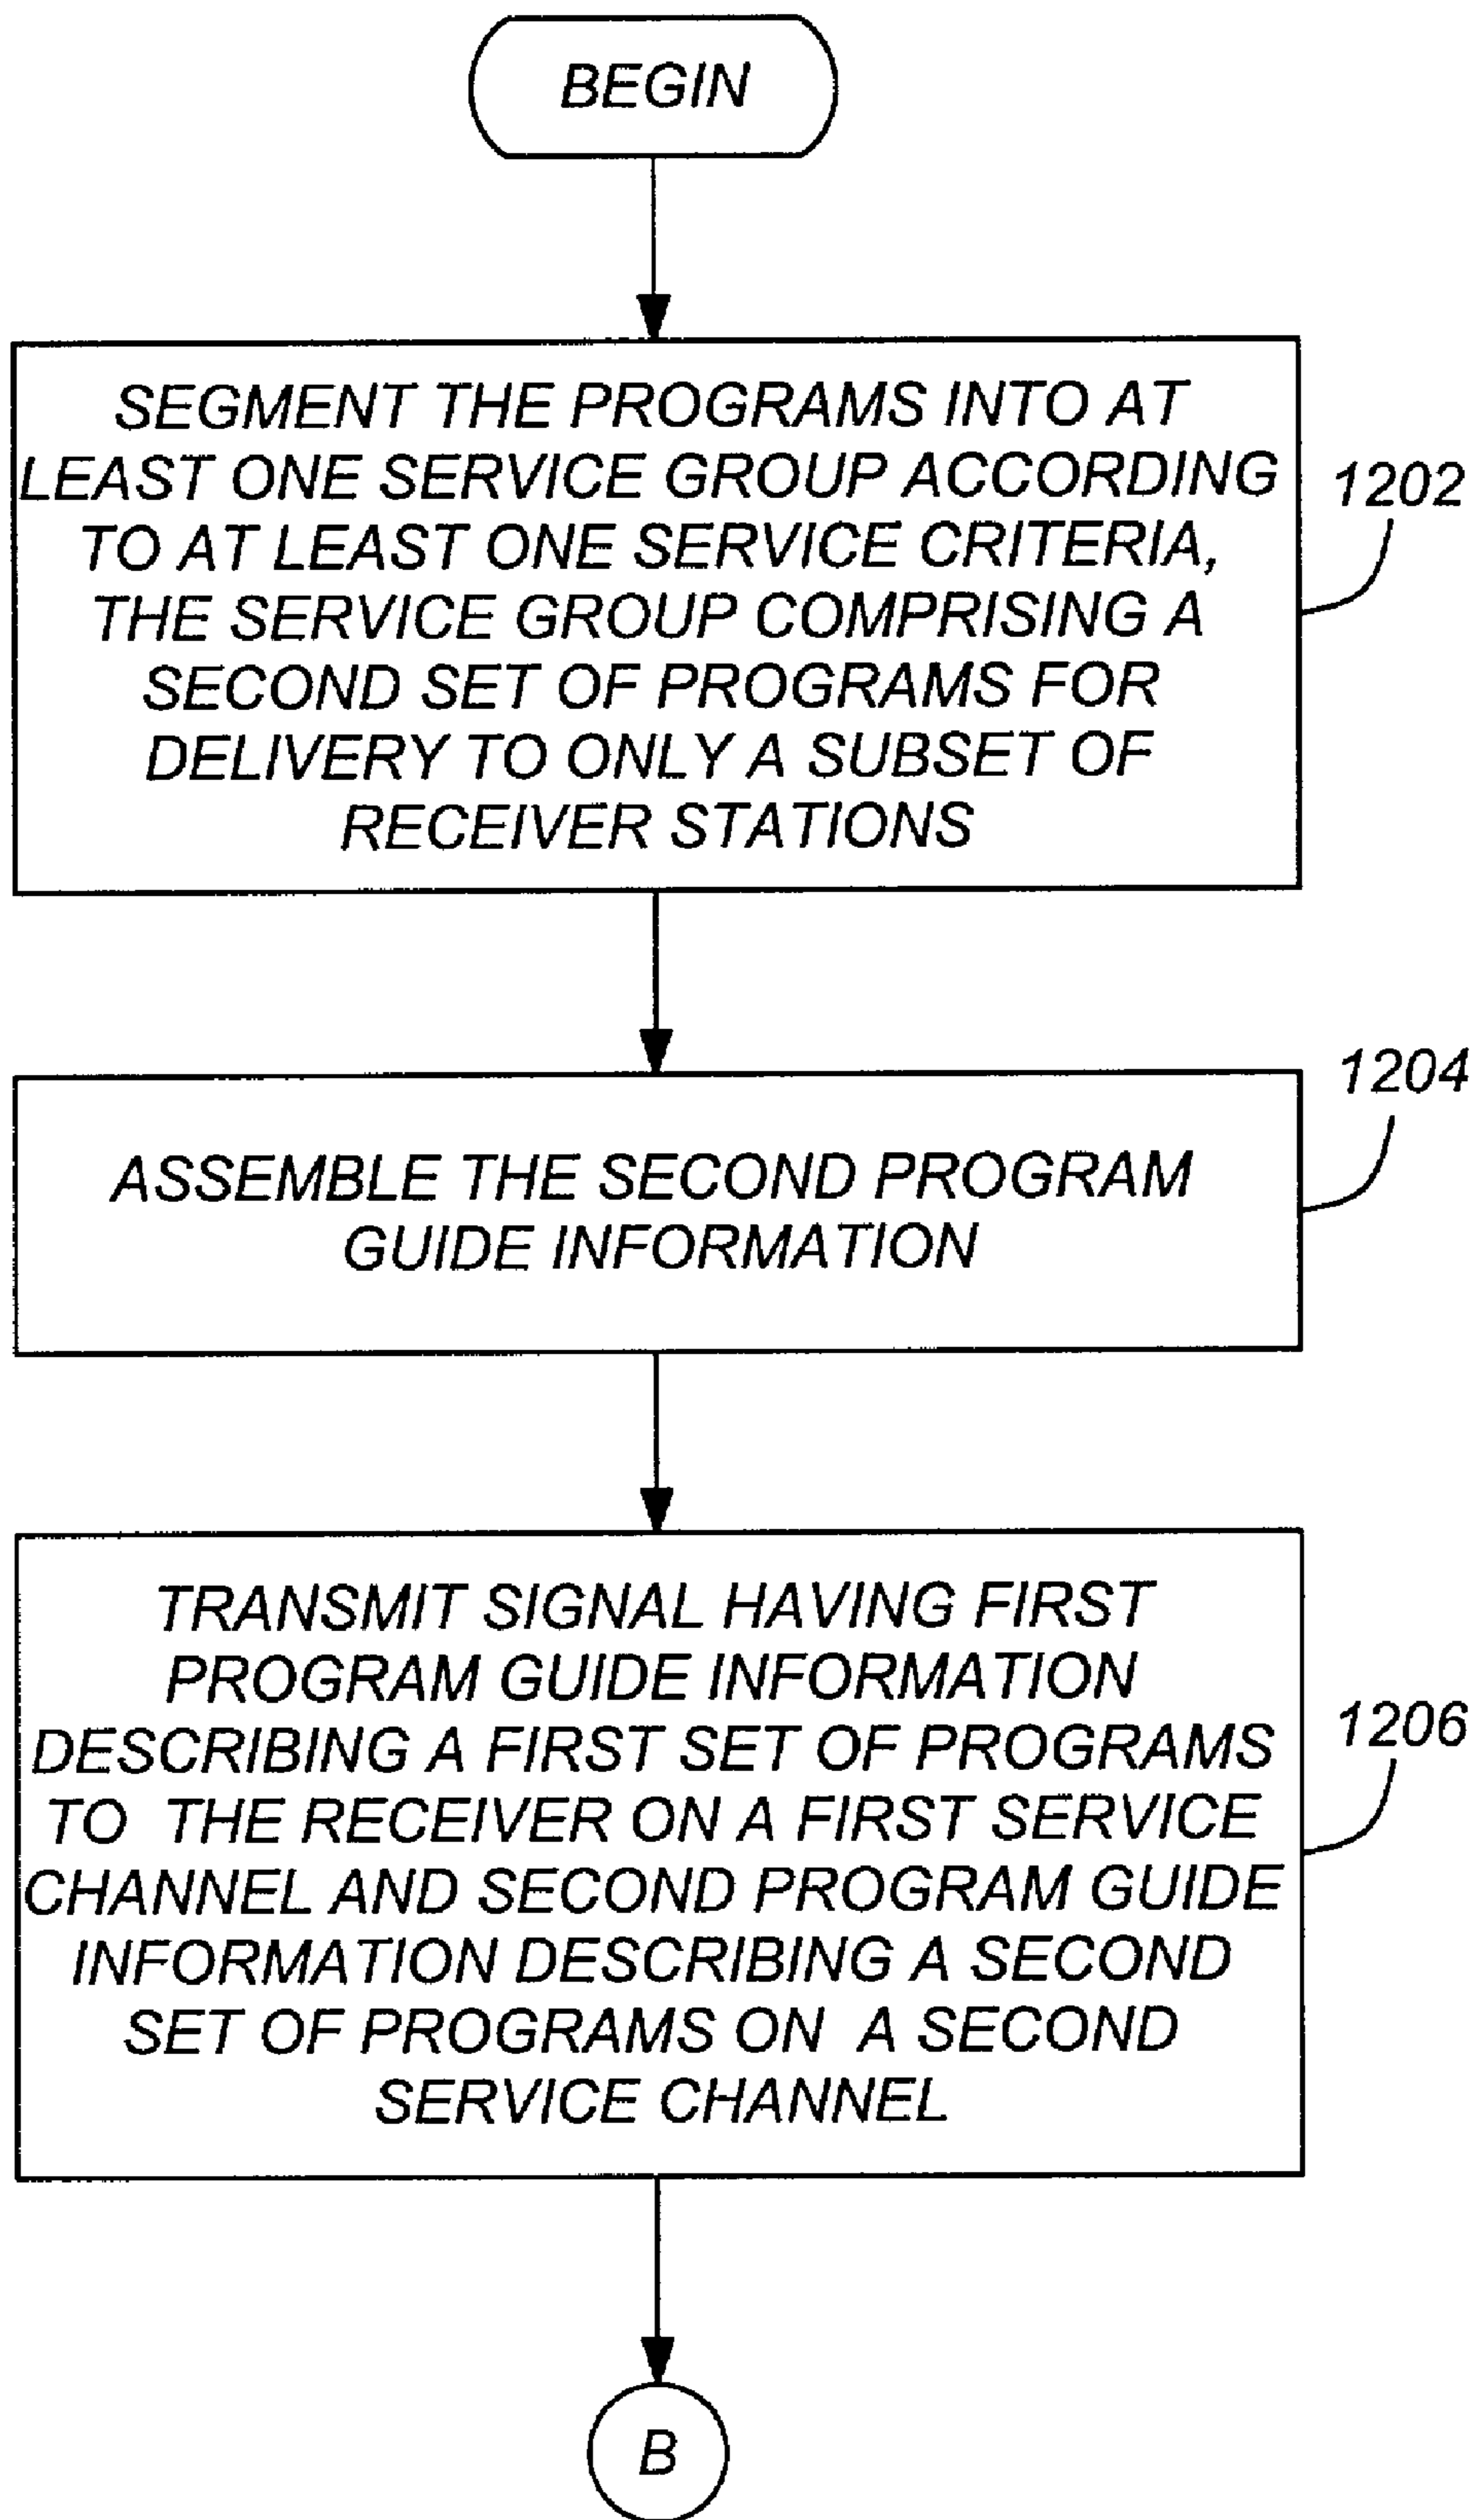 BEGIN
SEGMENT THE PROGRAMS INTO AT
LEAST ONE SERVICE GROUP ACCORDING
TO AT LEAST ONE SERVICE CRITERIA,
THE SERVICE GROUP COMPRISING A
SECOND SET OF PROGRAMS FOR
DELIVERY TO ONLY A SUBSET OF
RECEIVER STATIONS
1202
ASSEMBLE THE SECOND PROGRAM
GUIDE INFORMATION
1204
TRANSMIT SIGNAL HAVING FIRST
PROGRAM GUIDE INFORMATION
DESCRIBING A FIRST SET OF PROGRAMS
TO THE RECEIVER ON A FIRST SERVICE
CHANNEL AND SECOND PROGRAM GUIDE
INFORMATION DESCRIBING A SECOND
SET OF PROGRAMS ON A SECOND
SERVICE CHANNEL
1206
B